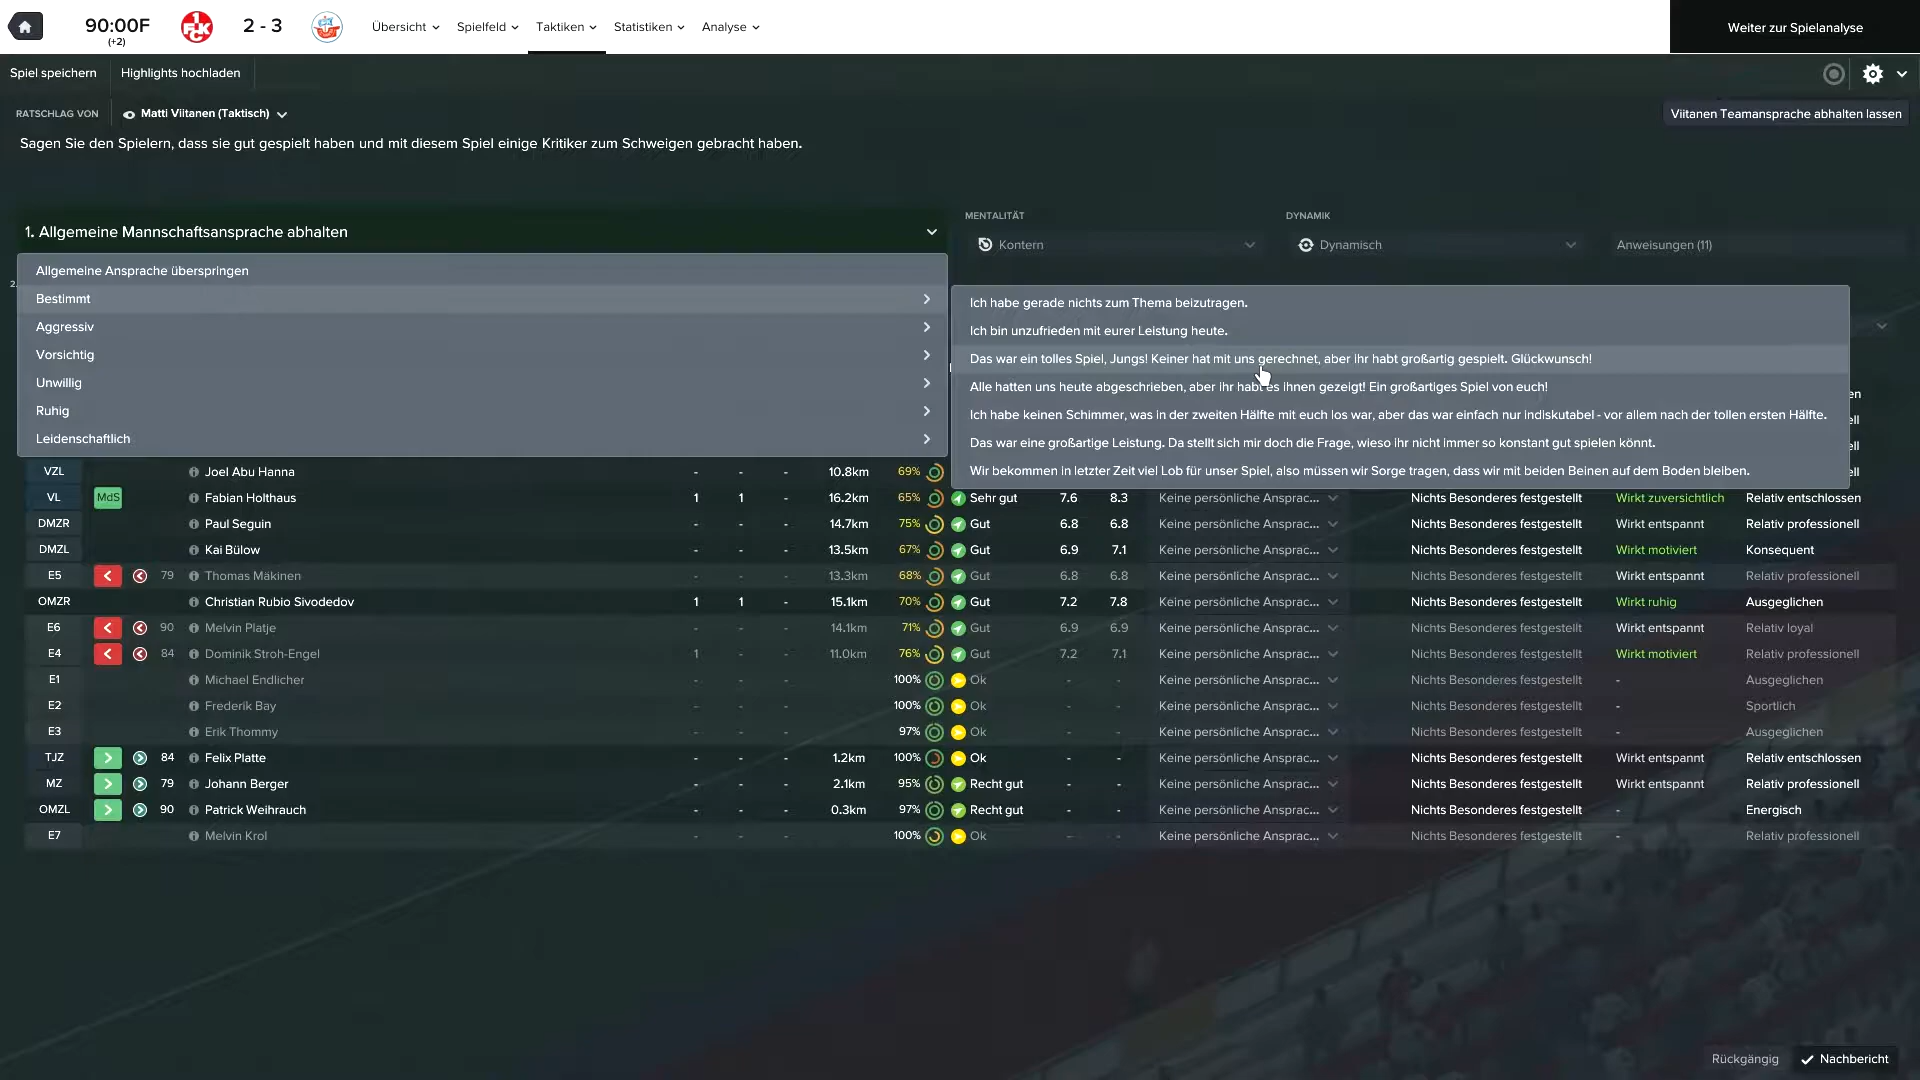 90:00F
(+2)
2 - 3
Übersicht
Spielfeld
Taktiken
Statistiken
Analyse
Weiter zur Spielanalyse
Spiel speichern
Highlights hochladen
RATSCHLAG VON
Matti Viitanen (Taktisch)
Viitanen Teamansprache abhalten lassen
Sagen Sie den Spielern, dass sie gut gespielt haben und mit diesem Spiel einige Kritiker zum Schweigen gebracht haben.
MENTALITÄT
DYNAMIK
1. Allgemeine Mannschaftsansprache abhalten
Kontern
Dynamisch
Anweisungen (11)
2.
Allgemeine Ansprache überspringen
Bestimmt
Aggressiv
Vorsichtig
Unwillig
Ruhig
Leidenschaftlich
Ich habe gerade nichts zum Thema beizutragen.
Ich bin unzufrieden mit eurer Leistung heute.
Das war ein tolles Spiel, Jungs! Keiner hat mit uns gerechnet, aber ihr habt großartig gespielt. Glückwunsch!
Alle hatten uns heute abgeschrieben, aber ihr habt es ihnen gezeigt! Ein großartiges Spiel von euch!
Ich habe keinen Schimmer, was in der zweiten Hälfte mit euch los war, aber das war einfach nur indiskutabel - vor allem nach der tollen ersten Hälfte.
Das war eine großartige Leistung. Da stellt sich mir doch die Frage, wieso ihr nicht immer so konstant gut spielen könnt.
Wir bekommen in letzter Zeit viel Lob für unser Spiel, also müssen wir Sorge tragen, dass wir mit beiden Beinen auf dem Boden bleiben.
VZL Joel Abu Hanna - - - 10.8km 69%
VL MdS Fabian Holthaus 1 1 - 16.2km 65% Sehr gut 7.6 8.3 Keine persönliche Ansprac... Nichts Besonderes festgestellt Wirkt zuversichtlich Relativ entschlossen
DMZR Paul Seguin - - - 14.7km 75% Gut 6.8 6.8 Keine persönliche Ansprac... Nichts Besonderes festgestellt Wirkt entspannt Relativ professionell
DMZL Kai Bülow - - - 13.5km 67% Gut 6.9 7.1 Keine persönliche Ansprac... Nichts Besonderes festgestellt Wirkt motiviert Konsequent
E5 79 Thomas Mäkinen - - - 13.3km 68% Gut 6.8 6.8 Keine persönliche Ansprac... Nichts Besonderes festgestellt Wirkt entspannt Relativ professionell
OMZR Christian Rubio Sivodedov 1 1 - 15.1km 70% Gut 7.2 7.8 Keine persönliche Ansprac... Nichts Besonderes festgestellt Wirkt ruhig Ausgeglichen
E6 90 Melvin Platje - - - 14.1km 71% Gut 6.9 6.9 Keine persönliche Ansprac... Nichts Besonderes festgestellt Wirkt entspannt Relativ loyal
E4 84 Dominik Stroh-Engel 1 - - 11.0km 76% Gut 7.2 7.1 Keine persönliche Ansprac... Nichts Besonderes festgestellt Wirkt motiviert Relativ professionell
E1 Michael Endlicher - - - 100% Ok - - Keine persönliche Ansprac... Nichts Besonderes festgestellt - Ausgeglichen
E2 Frederik Bay - - - 100% Ok - - Keine persönliche Ansprac... Nichts Besonderes festgestellt - Sportlich
E3 Erik Thommy - - - 97% Ok - - Keine persönliche Ansprac... Nichts Besonderes festgestellt - Ausgeglichen
TJZ 84 Felix Platte - - - 1.2km 100% Ok - - Keine persönliche Ansprac... Nichts Besonderes festgestellt Wirkt entspannt Relativ entschlossen
MZ 79 Johann Berger - - - 2.1km 95% Recht gut - - Keine persönliche Ansprac... Nichts Besonderes festgestellt Wirkt entspannt Relativ professionell
OMZL 90 Patrick Weihrauch - - - 0.3km 97% Recht gut - - Keine persönliche Ansprac... Nichts Besonderes festgestellt - Energisch
E7 Melvin Krol - - - 100% Ok - - Keine persönliche Ansprac... Nichts Besonderes festgestellt - Relativ professionell
Rückgängig
Nachbericht